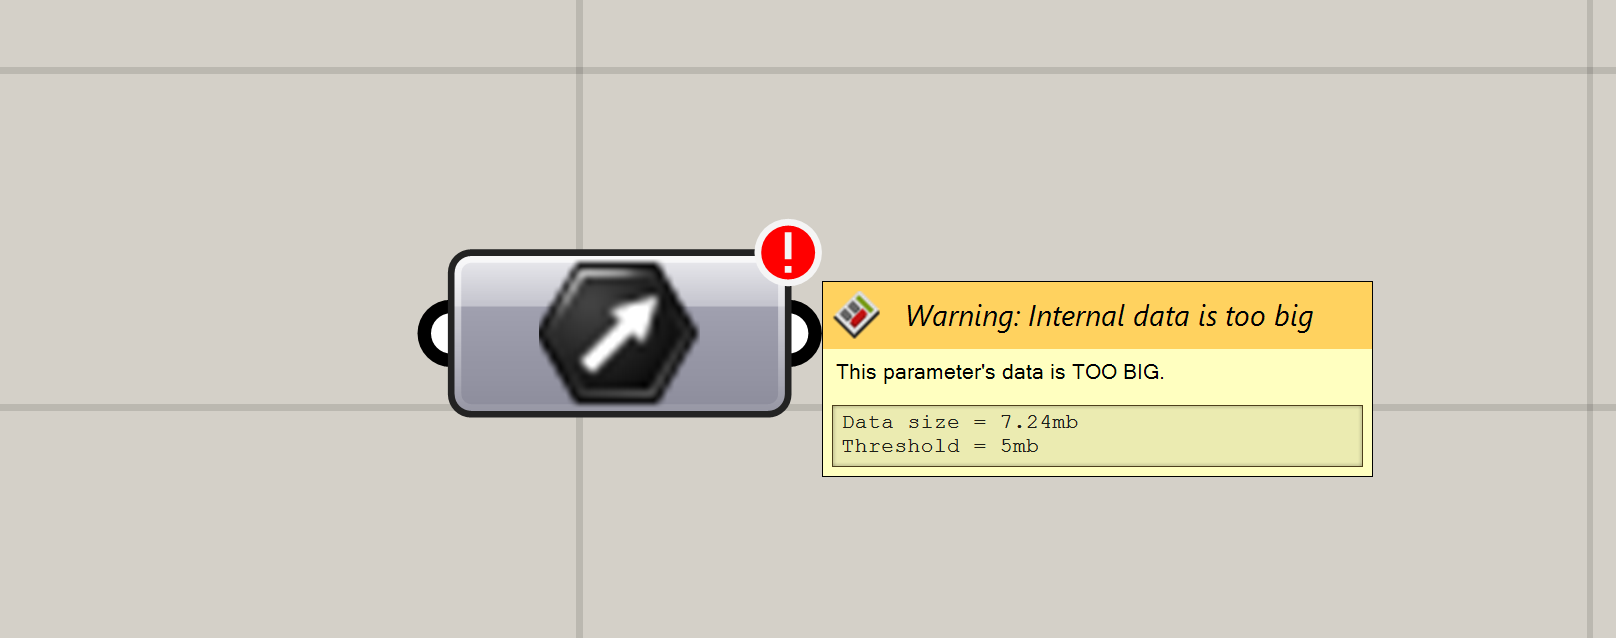 Warning: Internal data is too big
This parameter's data is TOO BIG.
Data size = 7.24mb
Threshold = 5mb